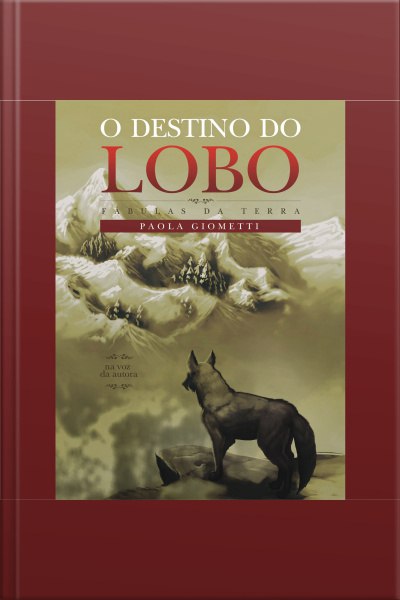 O DESTINO DO
LOBO
FÁBULAS DA TERRA
PAOLA GIOMETTI
na voz
da autora